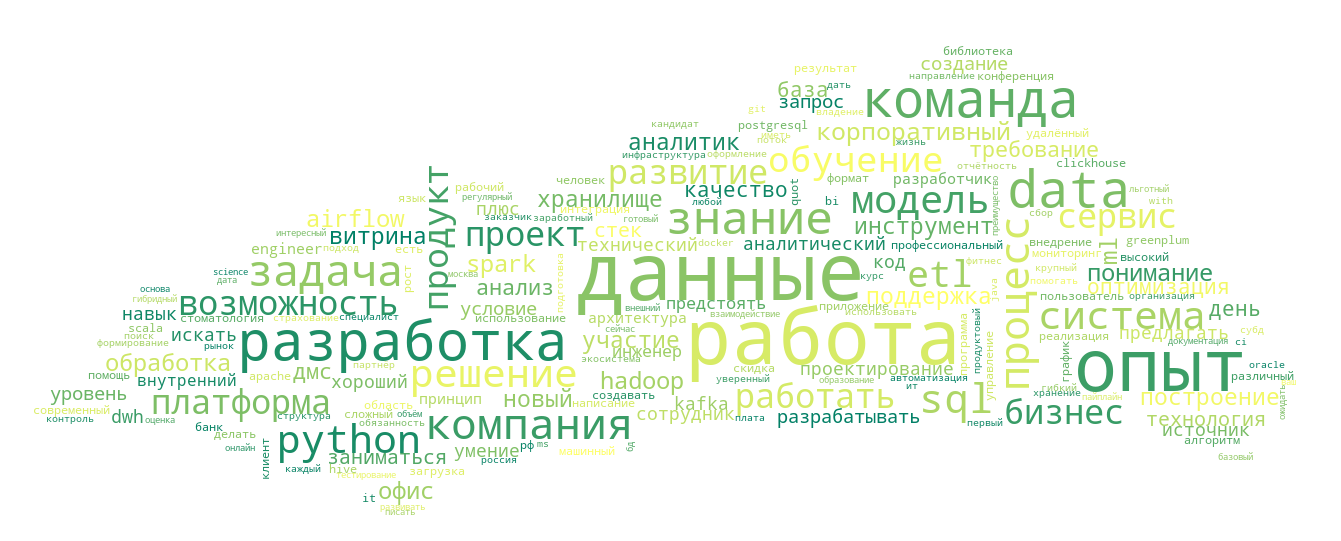 библиотека
создание
результат
направление
конференция
база
дать
запрос
команда
git
владение
кандидат
postgresql
иметь
поток
корпоративный
удалённый
аналитик
жизнь
требование
инфраструктура
оформление
обучение
отчётность
clickhouse
развитие
человек
формат
разработчик
рабочий
качество
quot
преимущество
льготный
язык
регулярный
хранилище
любой
bi
модель
data
with
продукт
плюс
интеграция
airflow
заказчик
заработный
готовый
знание
инструмент
сбор
сервис
интересный
витрина
проект
стек
технический
docker
аналитический
профессиональный
внедрение
greenplum
engineer
подход
есть
spark
код
процесс
ml
мониторинг
высокий
science
дата
задача
рост
москва
анализ
подготовка
данные
курс
etl
фитнес
крупный
понимание
помогать
оптимизация
основа
гибридный
возможность
условие
предстоять
внешний
поддержка
java
пользователь
организация
навык
стоматология
страхование
специалист
использование
архитектура
взаимодействие
приложение
использовать
система
день
scala
поиск
искать
разработка
сейчас
участие
работа
программа
продуктовый
реализация
предлагать
субд
формирование
рынок
инженер
документация
ci
обработка
партнер
экосистема
скидка
проектирование
управление
график
опыт
oracle
помощь
внутренний
apache
дмс
хороший
решение
hadoop
уверенный
образование
автоматизация
гибкий
различный
уровень
принцип
новый
создавать
работать
ит
sql
хранение
пайплайн
построение
ожидать
современный
платформа
область
написание
kafka
контроль
dwh
оценка
структура
сложный
объём
обязанность
компания
сотрудник
плата
разрабатывать
первый
бизнес
технология
банк
делать
python
источник
алгоритм
онлайн
клиент
заниматься
умение
рф
ms
машинный
бд
россия
базовый
каждый
hive
тестирование
загрузка
it
офис
развивать
писать